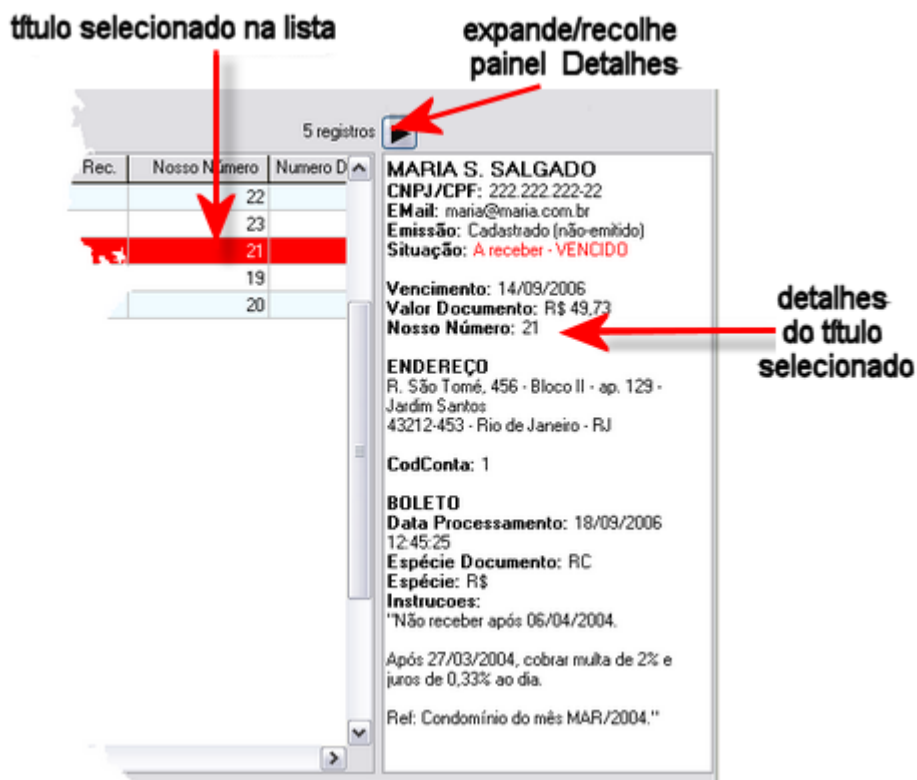 título selecionado na lista
expande/recolhe
painel Detalhes
5 registros
Rec.
Nosso Número
Numero D
22
23
21
19
20
MARIA S. SALGADO
CNPJ/CPF: 222.222.222-22
EMail: maria@maria.com.br
Emissão: Cadastrado (não-emitido)
Situação: A receber - VENCIDO
Vencimento: 14/09/2006
Valor Documento: R$ 49,73
Nosso Número: 21
detalhes
do título
selecionado
ENDEREÇO
R. São Tomé, 456 - Bloco II - ap. 129 -
Jardim Santos
43212-453 - Rio de Janeiro - RJ
CodConta: 1
BOLETO
Data Processamento: 18/09/2006
12:45:25
Espécie Documento: RC
Espécie: R$
Instrucoes:
"Não receber após 06/04/2004.
Após 27/03/2004, cobrar multa de 2% e
juros de 0,33% ao dia.
Ref: Condomínio do mês MAR/2004."